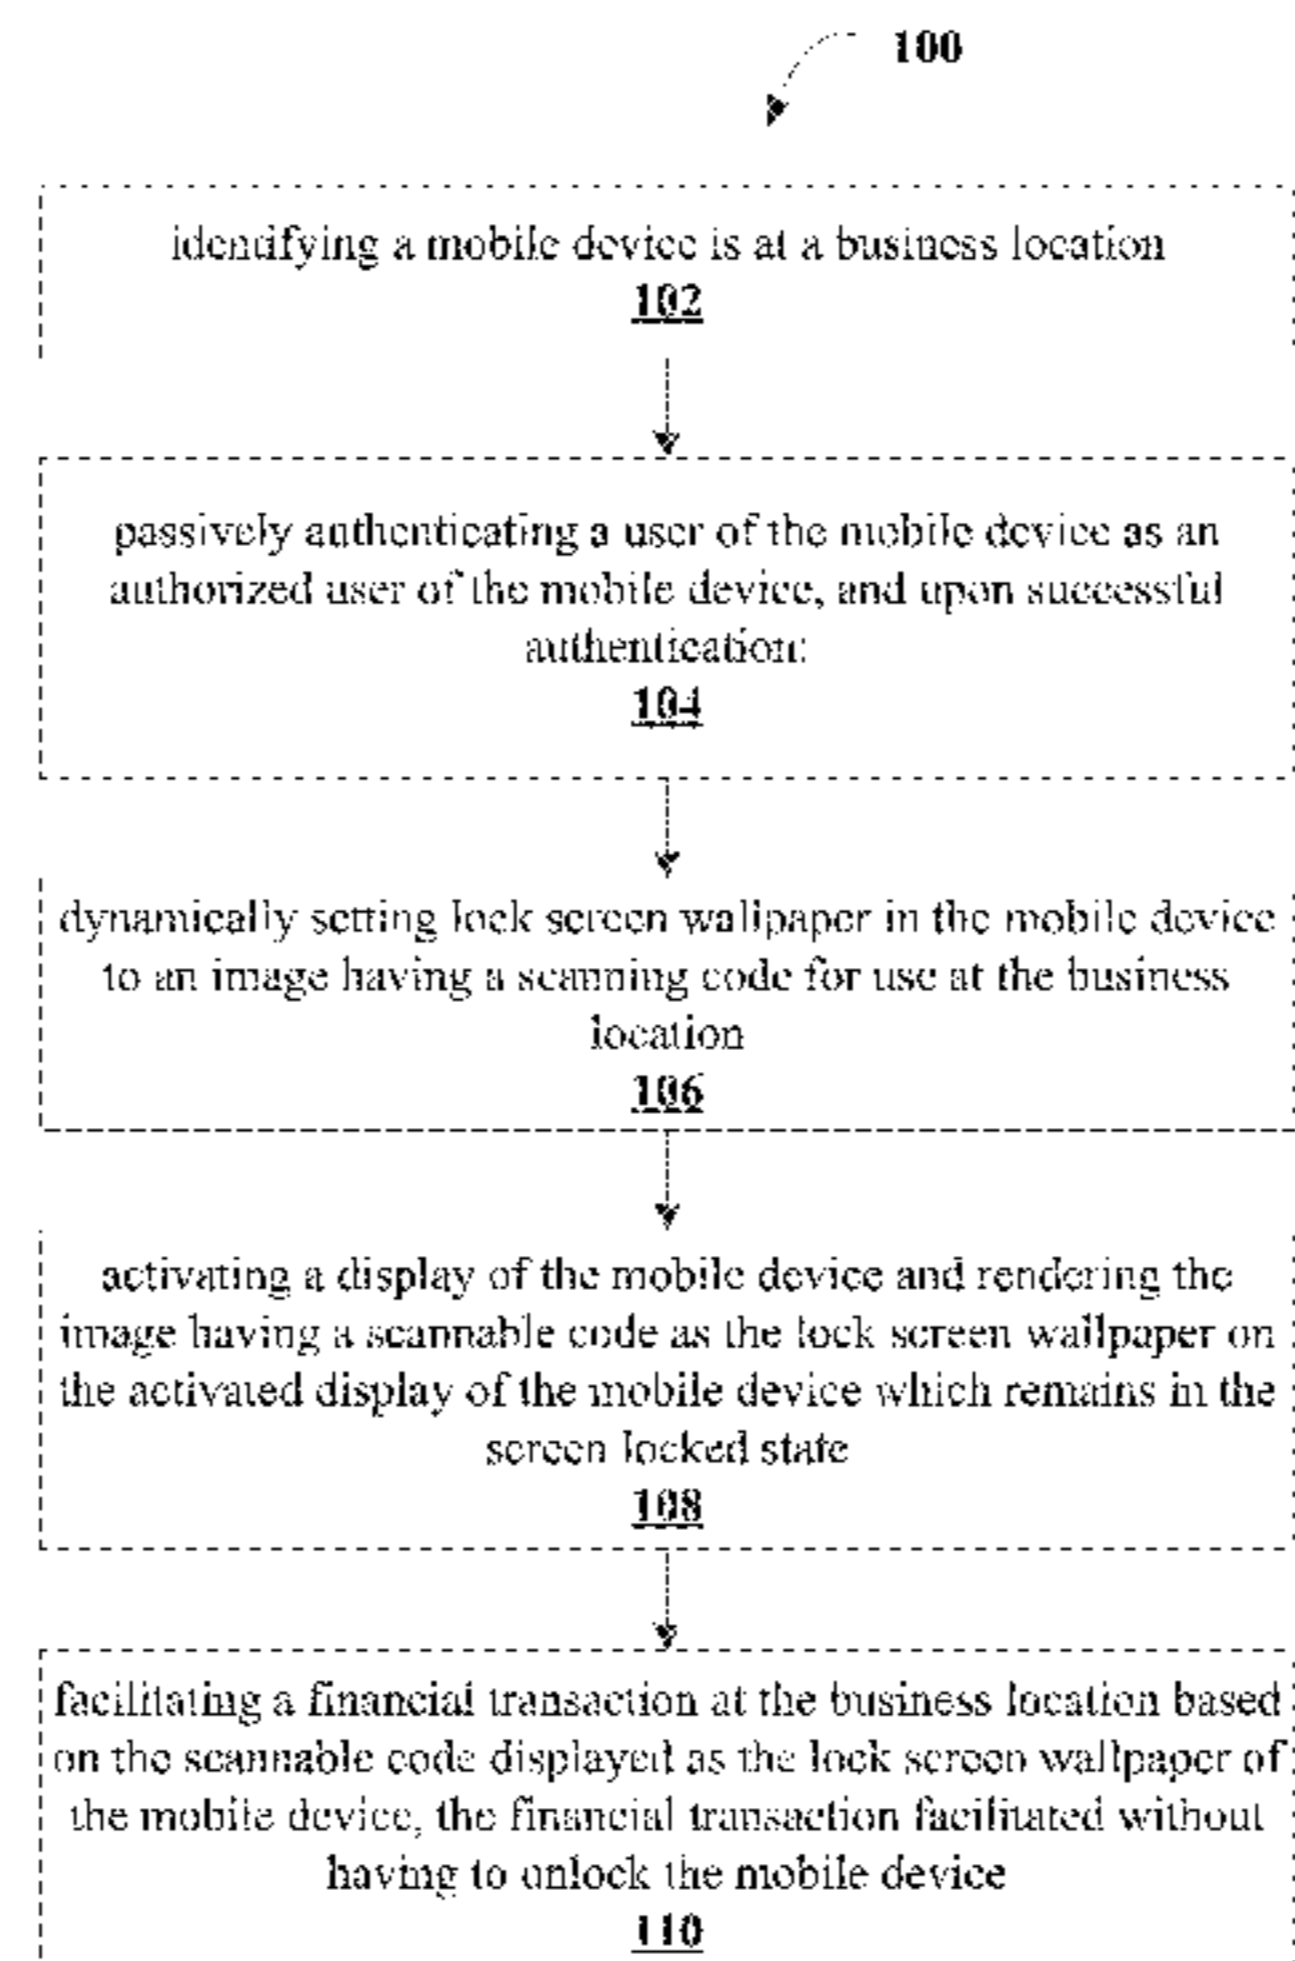 100
identifying a mobile device is at a business location
102
passively authenticating a user of the mobile device as an
authorized user of the mobile device, and upon successful
authentication:
104
dynamically setting lock screen wallpaper in the mobile device
to an image having a scanning code for use at the business
location
106
activating a display of the mobile device and rendering the
image having a scannable code as the lock screen wallpaper on
the activated display of the mobile device which remains in the
screen locked state
108
facilitating a financial transaction at the business location based
on the scannable code displayed as the lock screen wallpaper of
the mobile device, the financial transaction facilitated without
having to unlock the mobile device
110